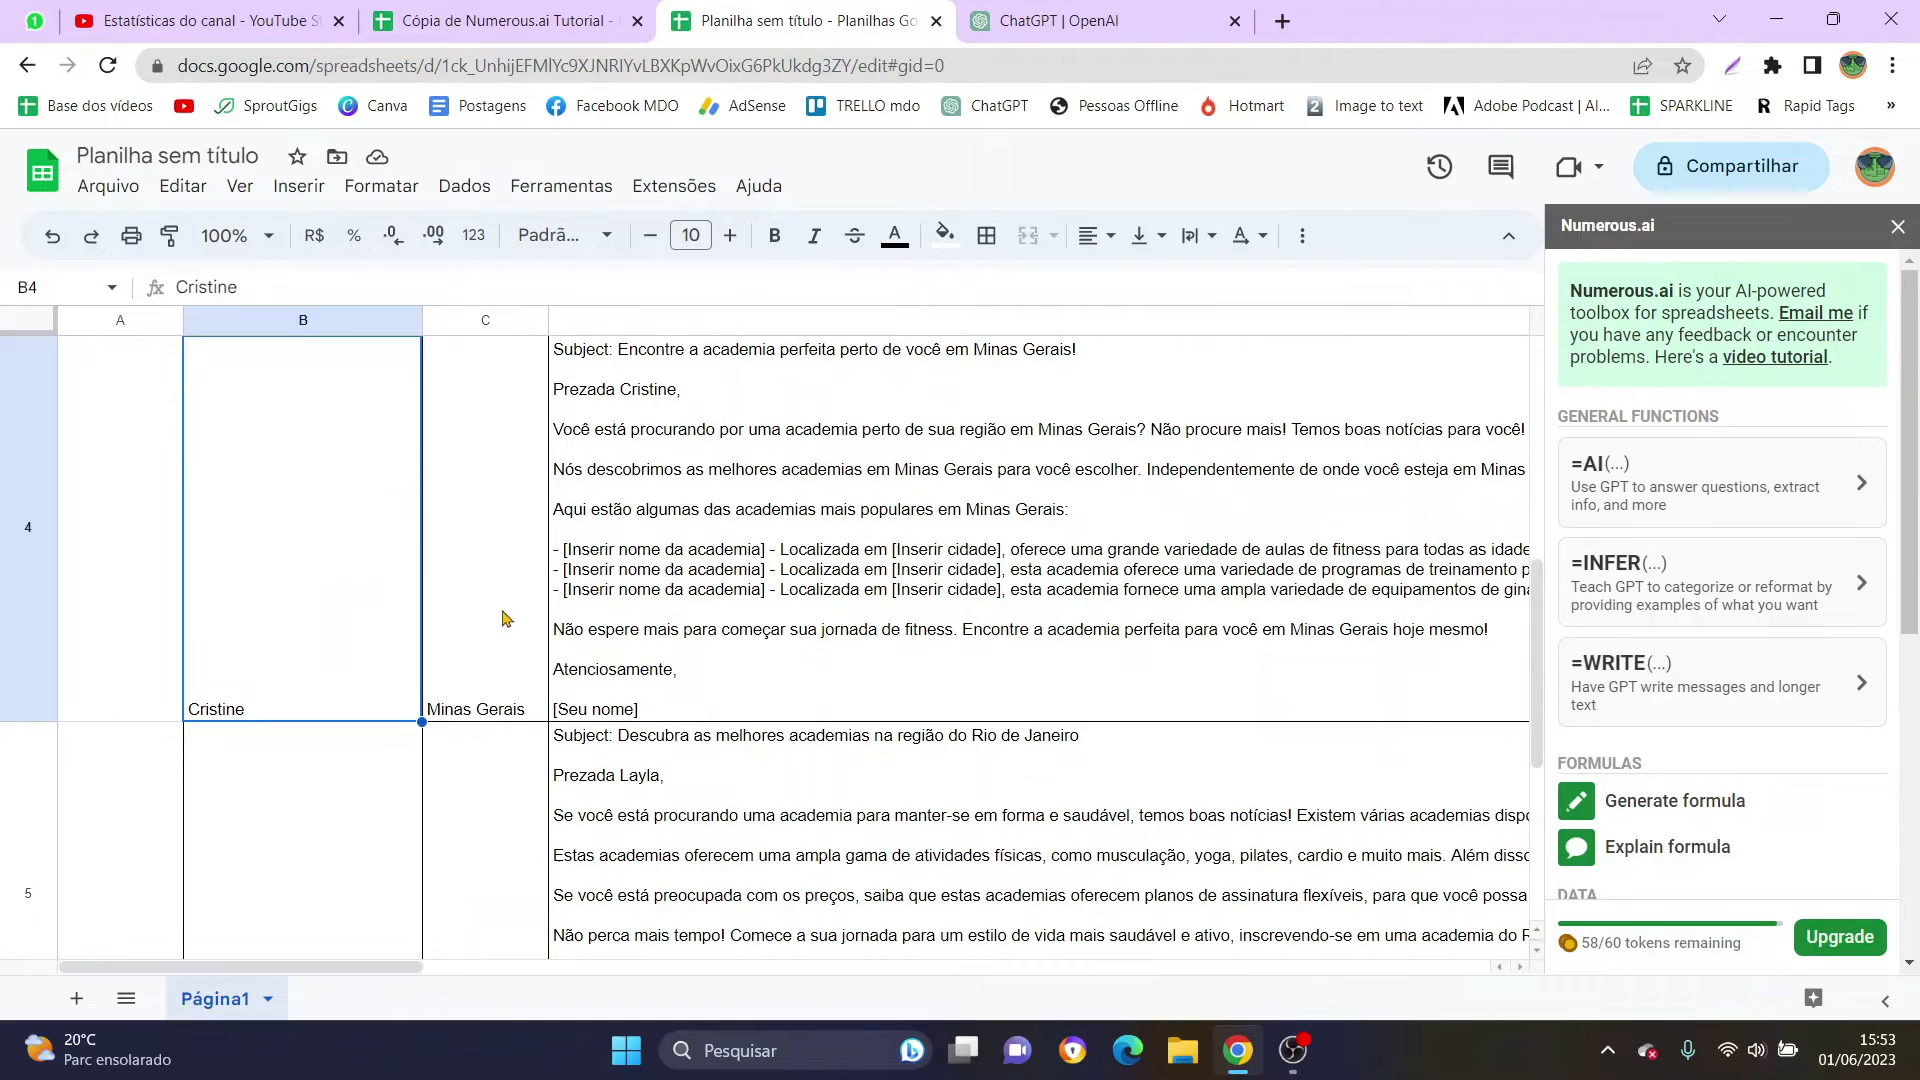 Estatísticas do canal - YouTube S
Cópia de Numerous.ai Tutorial -
Planilha sem título - Planilhas Go
ChatGPT | OpenAI
docs.google.com/spreadsheets/d/1ck_UnhijEFMlYc9XJNRIYvLBXKpWvOixG6PkUkdg3ZY/edit#gid=0
Base dos vídeos
SproutGigs
Canva
Postagens
Facebook MDO
AdSense
TRELLO mdo
ChatGPT
Pessoas Offline
Hotmart
Image to text
Adobe Podcast | AI...
SPARKLINE
Rapid Tags
»
Planilha sem título
Arquivo Editar Ver Inserir Formatar Dados Ferramentas Extensões Ajuda
Compartilhar
100% R$ % .0 .00 123 Padrã... 10 B I A A
B4 fx Cristine
A B C
4
Subject: Encontre a academia perfeita perto de você em Minas Gerais!
Prezada Cristine,
Você está procurando por uma academia perto de sua região em Minas Gerais? Não procure mais! Temos boas notícias para você!
Nós descobrimos as melhores academias em Minas Gerais para você escolher. Independentemente de onde você esteja em Minas
Aqui estão algumas das academias mais populares em Minas Gerais:
- [Inserir nome da academia] - Localizada em [Inserir cidade], oferece uma grande variedade de aulas de fitness para todas as idade
- [Inserir nome da academia] - Localizada em [Inserir cidade], esta academia oferece uma variedade de programas de treinamento p
- [Inserir nome da academia] - Localizada em [Inserir cidade], esta academia fornece uma ampla variedade de equipamentos de giná
Não espere mais para começar sua jornada de fitness. Encontre a academia perfeita para você em Minas Gerais hoje mesmo!
Atenciosamente,
Cristine Minas Gerais [Seu nome]
5
Subject: Descubra as melhores academias na região do Rio de Janeiro
Prezada Layla,
Se você está procurando uma academia para manter-se em forma e saudável, temos boas notícias! Existem várias academias disp
Estas academias oferecem uma ampla gama de atividades físicas, como musculação, yoga, pilates, cardio e muito mais. Além disso
Se você está preocupada com os preços, saiba que estas academias oferecem planos de assinatura flexíveis, para que você possa
Não perca mais tempo! Comece a sua jornada para um estilo de vida mais saudável e ativo, inscrevendo-se em uma academia do R
Numerous.ai
Numerous.ai is your AI-powered
toolbox for spreadsheets. Email me if
you have any feedback or encounter
problems. Here's a video tutorial.
GENERAL FUNCTIONS
=AI(...)
Use GPT to answer questions, extract
info, and more
=INFER(...)
Teach GPT to categorize or reformat by
providing examples of what you want
=WRITE(...)
Have GPT write messages and longer
text
FORMULAS
Generate formula
Explain formula
DATA
58/60 tokens remaining
Upgrade
Página1
20°C
Parc ensolarado
Pesquisar
15:53
01/06/2023